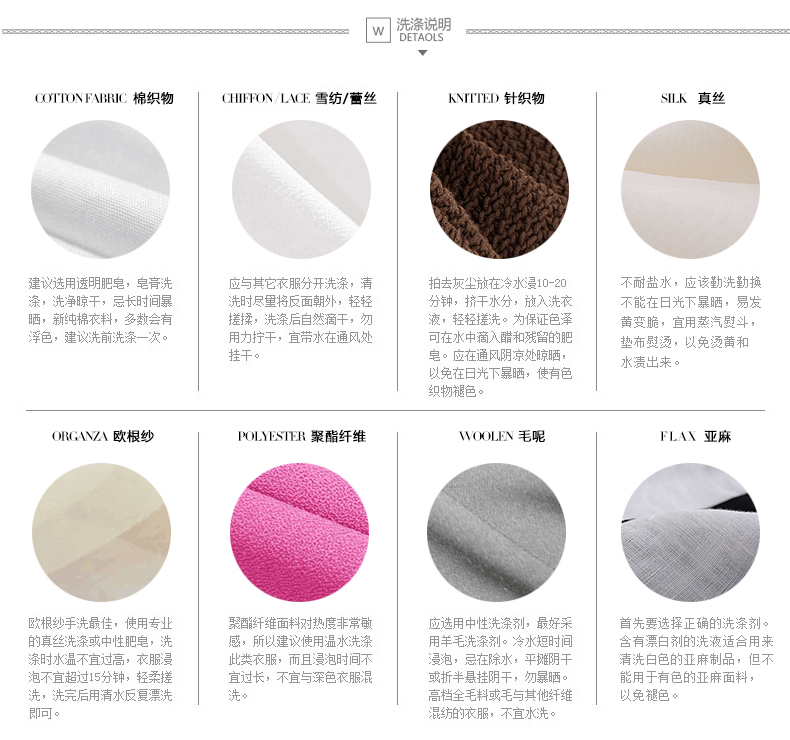 W
洗涤说明
DETAOLS
COTTON FABRIC 棉织物
建议选用透明肥皂，皂膏洗
涤，洗净晾干，忌长时间暴
晒，新纯棉衣料，多数会有
浮色，建议洗前洗涤一次。
CHIFFON/LACE 雪纺/蕾丝
应与其它衣服分开洗涤，清
洗时尽量将反面朝外，轻轻
搓揉，洗涤后自然滴干，勿
用力拧干，宜带水在通风处
挂干。
KNITTED 针织物
拍去灰尘放在冷水浸10-20
分钟，挤干水分，放入洗衣
液，轻轻搓洗。为保证色泽
可在水中滴入醋和残留的肥
皂。应在通风阴凉处晾晒，
以免在日光下暴晒，使有色
织物褪色。
SILK 真丝
不耐盐水，应该勤洗勤换
不能在日光下暴晒，易发
黄变脆，宜用蒸汽熨斗，
垫布熨烫，以免烫黄和
水渍出来。
ORGANZA 欧根纱
欧根纱手洗最佳，使用专业
的真丝洗涤或中性肥皂，洗
涤时水温不宜过高，衣服浸
泡不宜超过15分钟，轻柔搓
洗，洗完后用清水反复漂洗
即可。
POLYESTER 聚酯纤维
聚酯纤维面料对热度非常敏
感，所以建议使用温水洗涤
此类衣服，而且浸泡时间不
宜过长，不宜与深色衣服混
洗。
WOOLEN 毛呢
应选用中性洗涤剂，最好采
用羊毛洗涤剂。冷水短时间
浸泡，忌在除水，平摊阴干
或折半悬挂阴干，勿暴晒。
高档全毛料或毛与其他纤维
混纺的衣服，不宜水洗。
FLAX 亚麻
首先要选择正确的洗涤剂。
含有漂白剂的洗液适合用来
清洗白色的亚麻制品，但不
能用于有色的亚麻面料，
以免褪色。